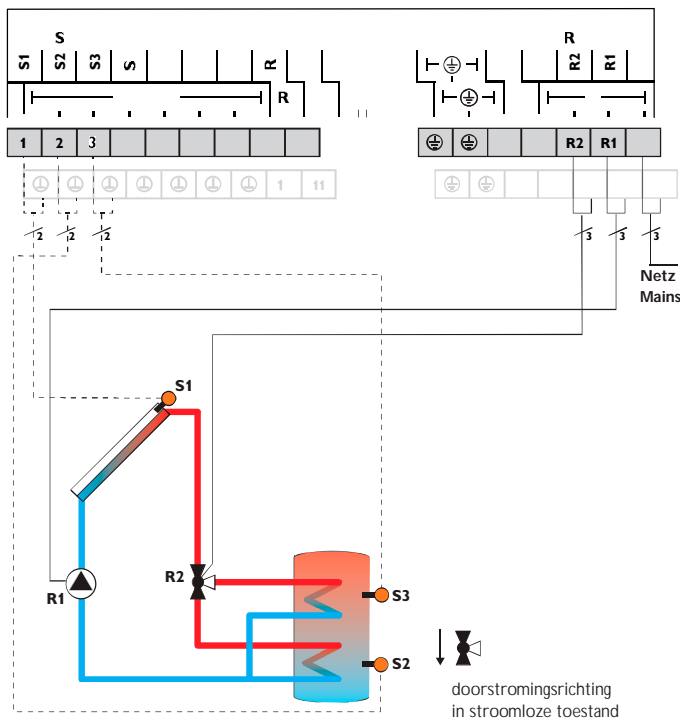 S R
S1 S2 S3 S R R2 R1
R
1 2 3 R2 R1
1 11
2 2 2 3 3 3
Netz
Mains
S1
R2
R1
S3
S2
doorstromingsrichting
in stroomloze toestand